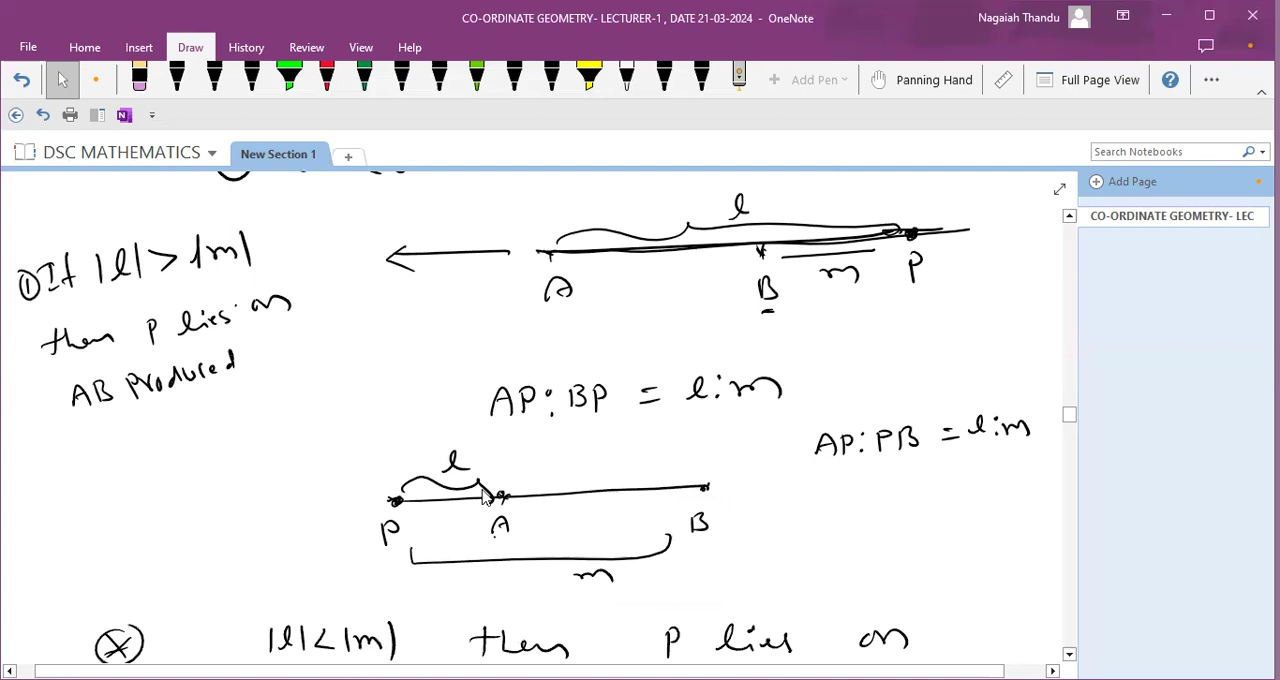 CO-ORDINATE GEOMETRY- LECTURER-1 , DATE 21-03-2024 - OneNote
Nagaiah Thandu
File Home Insert Draw History Review View Help
Add Pen Panning Hand Full Page View
DSC MATHEMATICS New Section 1
Search Notebooks
Add Page
CO-ORDINATE GEOMETRY- LEC
l
① If |l| > |m|
A B m P
then P lies on
AB produced
AP : BP = l:m
AP: PB = l:m
l
P A B
m
|l| < |m| then P lies on